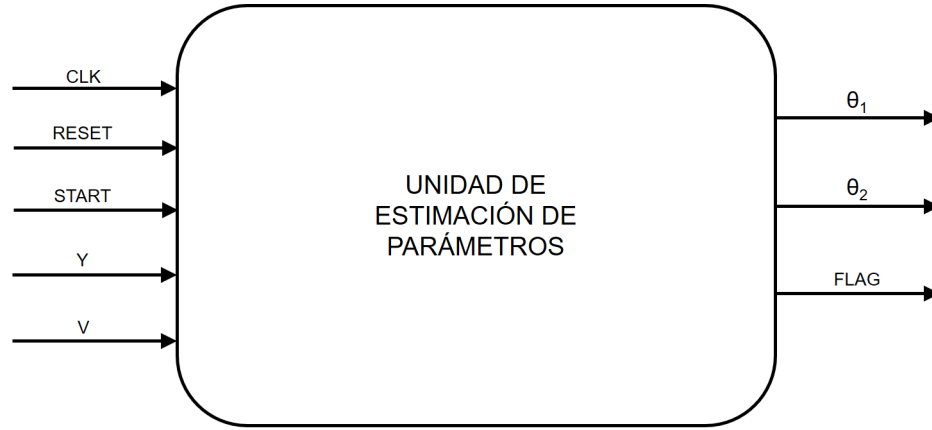 CLK
RESET
START
Y
V
UNIDAD DE
ESTIMACIÓN DE
PARÁMETROS
θ₁
θ₂
FLAG